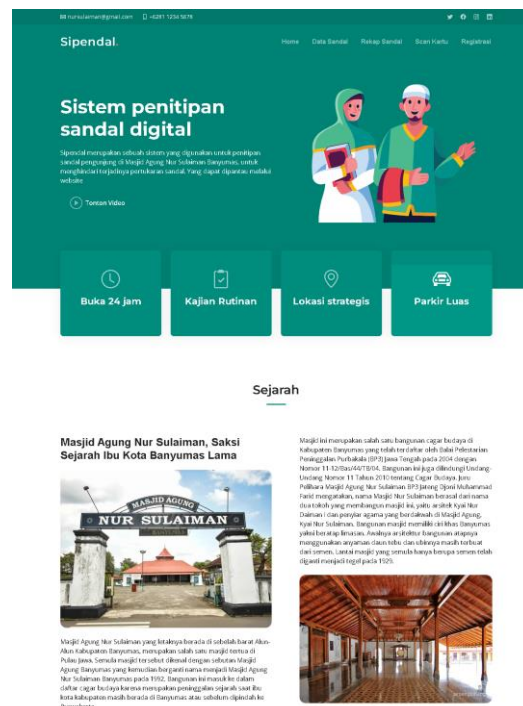 nursulaiman@gmail.com +6281 1234 5678
Sipendal.
Home Data Sandal Rekap Sandal Scan Kartu Registrasi
Sistem penitipan
sandal digital
Sipendal merupakan sebuah sistem yang digunakan untuk penitipan
sandal pengunjung di Masjid Agung Nur Sulaiman Banyumas, untuk
menghindari terjadinya pertukaran sandal. Yang dapat dipantau melalui
website
Tontan Video
Buka 24 jam
Kajian Rutinan
Lokasi strategis
Parkir Luas
Sejarah
Masjid Agung Nur Sulaiman, Saksi
Sejarah Ibu Kota Banyumas Lama
MASJID AGUNG
NUR SULAIMAN
Masjid Agung Nur Sulaiman yang letaknya berada di sebelah barat Alun-
Alun Kabupaten Banyumas, merupakan salah satu masjid tertua di
Pulau Jawa. Semula masjid tersebut dikenal dengan sebutan Masjid
Agung Banyumas yang kemudian berganti nama menjadi Masjid Agung
Nur Sulaiman Banyumas pada 1992. Bangunan ini masuk ke dalam
daftar cagar budaya karena merupakan peninggalan sejarah saat ibu
kota kabupaten masih berada di Banyumas atau sebelum dipindah ke
Masjid ini merupakan salah satu bangunan cagar budaya di
Kabupaten Banyumas yang telah terdaftar oleh Balai Pelestarian
Peninggalan Purbakala (BP3) Jawa Tengah pada 2004 dengan
Nomor 11-32/Bas/44/TB/04. Bangunan ini juga dilindungi Undang-
Undang Nomor 11 Tahun 2010 tentang Cagar Budaya. Juru
Pelihara Masjid Agung Nur Sulaiman BP3 Jateng Djoni Muhammad
Farid mengatakan, nama Masjid Nur Sulaiman berasal dari nama
dua tokoh yang membangun masjid ini, yaitu arsitek Kyai Nur
Daiman I dan penyiar agama yang berdakwah di Masjid Agung,
Kyai Nur Sulaiman. Bangunan masjid memiliki ciri khas Banyumas
yakni beratap limasan. Awalnya arsitektur bangunan atapnya
menggunakan anyaman daun tebu dan ubinnya masih terbuat
dari semen. Lantai masjid yang semula hanya berupa semen telah
diganti menjadi tegel pada 1929.